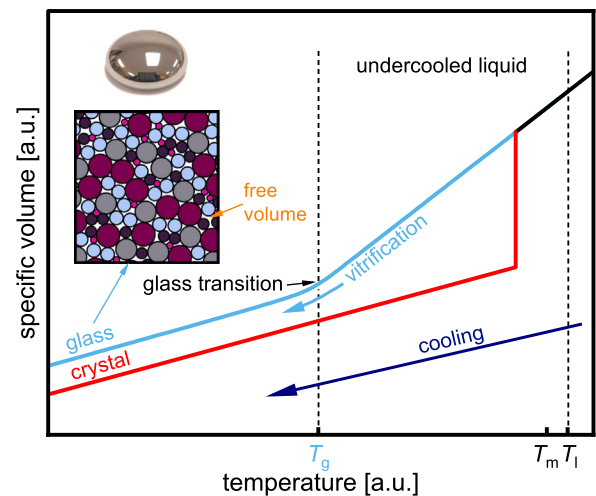 undercooled liquid
specific volume [a.u.]
free
volume
glass transition
vitrification
glass
crystal
cooling
Tg
Tm
Tl
temperature [a.u.]